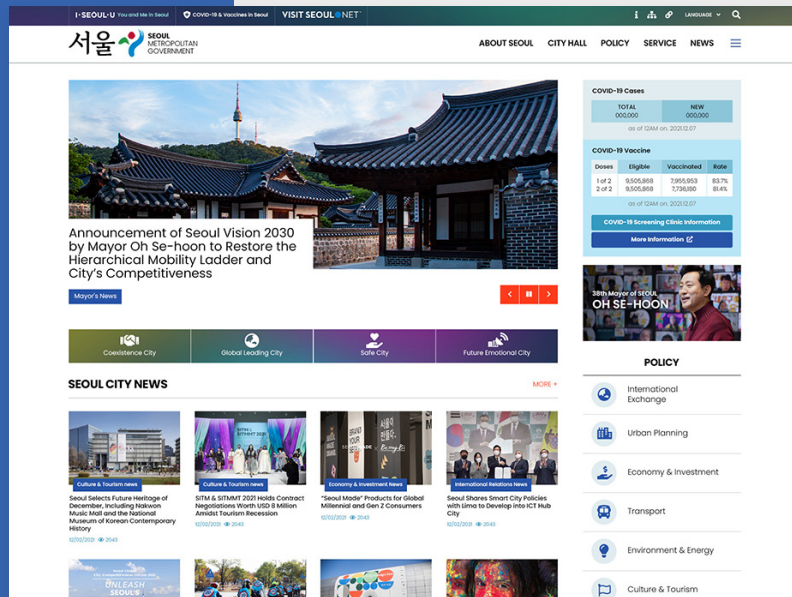 I·SEOUL·U You and Me in Seoul
COVID-19 & Vaccines in Seoul
VISIT SEOUL NET
LANGUAGE
서울
SEOUL
METROPOLITAN
GOVERNMENT
ABOUT SEOUL
CITY HALL
POLICY
SERVICE
NEWS
Announcement of Seoul Vision 2030
by Mayor Oh Se-hoon to Restore the
Hierarchical Mobility Ladder and
City's Competitiveness
Mayor's News
Coexistence City
Global Leading City
Safe City
Future Emotional City
SEOUL CITY NEWS
MORE +
Culture & Tourism news
Seoul Selects Future Heritage of
December, Including Nakwon
Music Mall and the National
Museum of Korean Contemporary
History
12/02/2021 2043
SITM &
SITMMT 2021
Culture & Tourism news
SITM & SITMMT 2021 Holds Contract
Negotiations Worth USD 8 Million
Amidst Tourism Recession
12/02/2021 2043
Economy & Investment News
"Seoul Made" Products for Global
Millennial and Gen Z Consumers
12/02/2021 2043
International Relations News
Seoul Shares Smart City Policies
with Lima to Develop into ICT Hub
City
12/02/2021 2043
UNLEASH
SEOUL'S
COVID-19 Cases
TOTAL NEW
000,000 000,000
as of 12AM on. 2021.12.07
COVID-19 Vaccine
Doses Eligible Vaccinated Rate
1 of 2 9,505,868 7,955,953 83.7%
2 of 2 9,505,868 7,736,180 81.4%
as of 12AM on. 2021.12.07
COVID-19 Screening Clinic Information
More Information
38th Mayor of SEOUL
OH SE-HOON
POLICY
International
Exchange
Urban Planning
Economy & Investment
Transport
Environment & Energy
Culture & Tourism